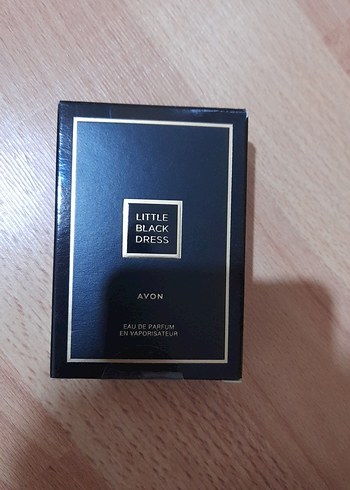 LITTLE
BLACK
DRESS
AVON
EAU DE PARFUM
EN VAPORISATEUR